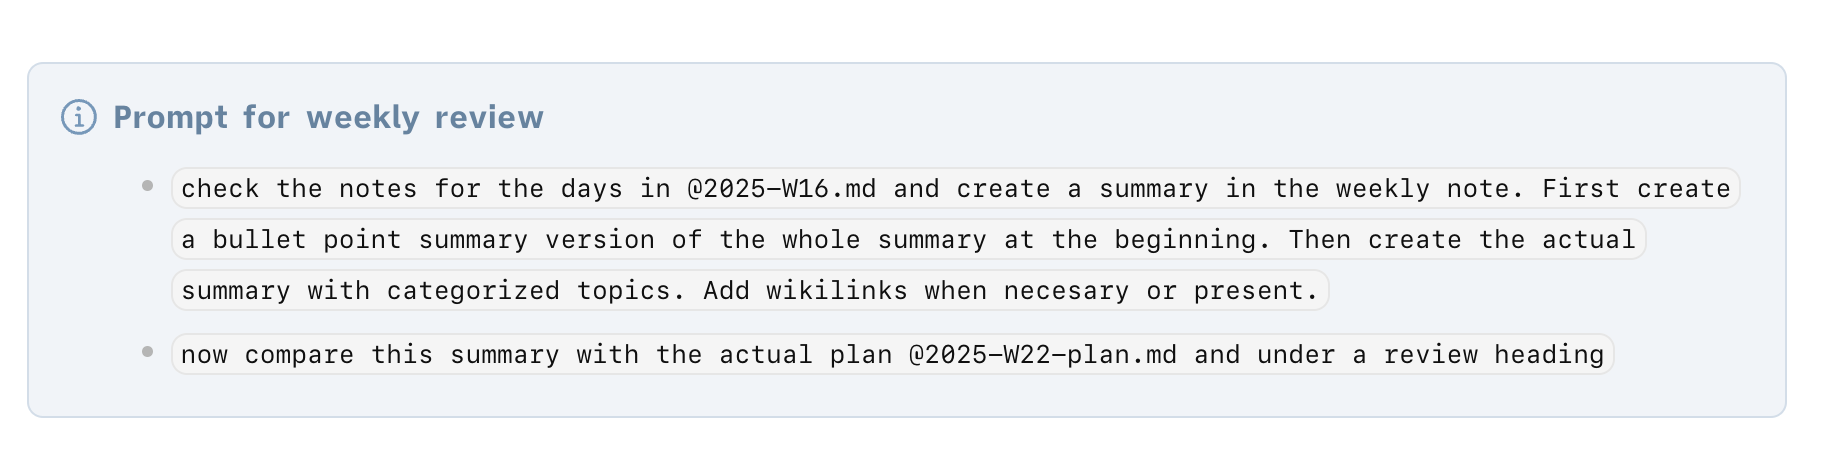 Prompt for weekly review
check the notes for the days in @2025-W16.md and create a summary in the weekly note. First create
a bullet point summary version of the whole summary at the beginning. Then create the actual
summary with categorized topics. Add wikilinks when necesary or present.
now compare this summary with the actual plan @2025-W22-plan.md and under a review heading